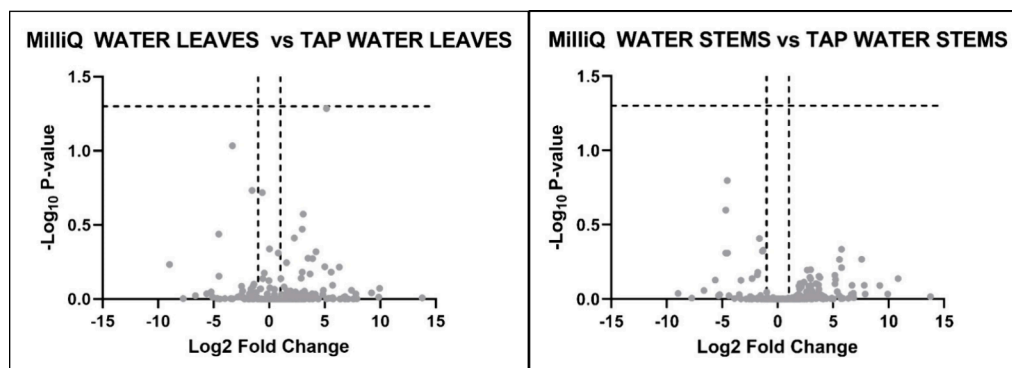 MilliQ WATER LEAVES vs TAP WATER LEAVES
1.5
1.0
0.5
0.0
-Log10 P-value
-15 -10 -5 0 5 10 15
Log2 Fold Change
MilliQ WATER STEMS vs TAP WATER STEMS
1.5
1.0
0.5
0.0
-Log10 P-value
-15 -10 -5 0 5 10 15
Log2 Fold Change